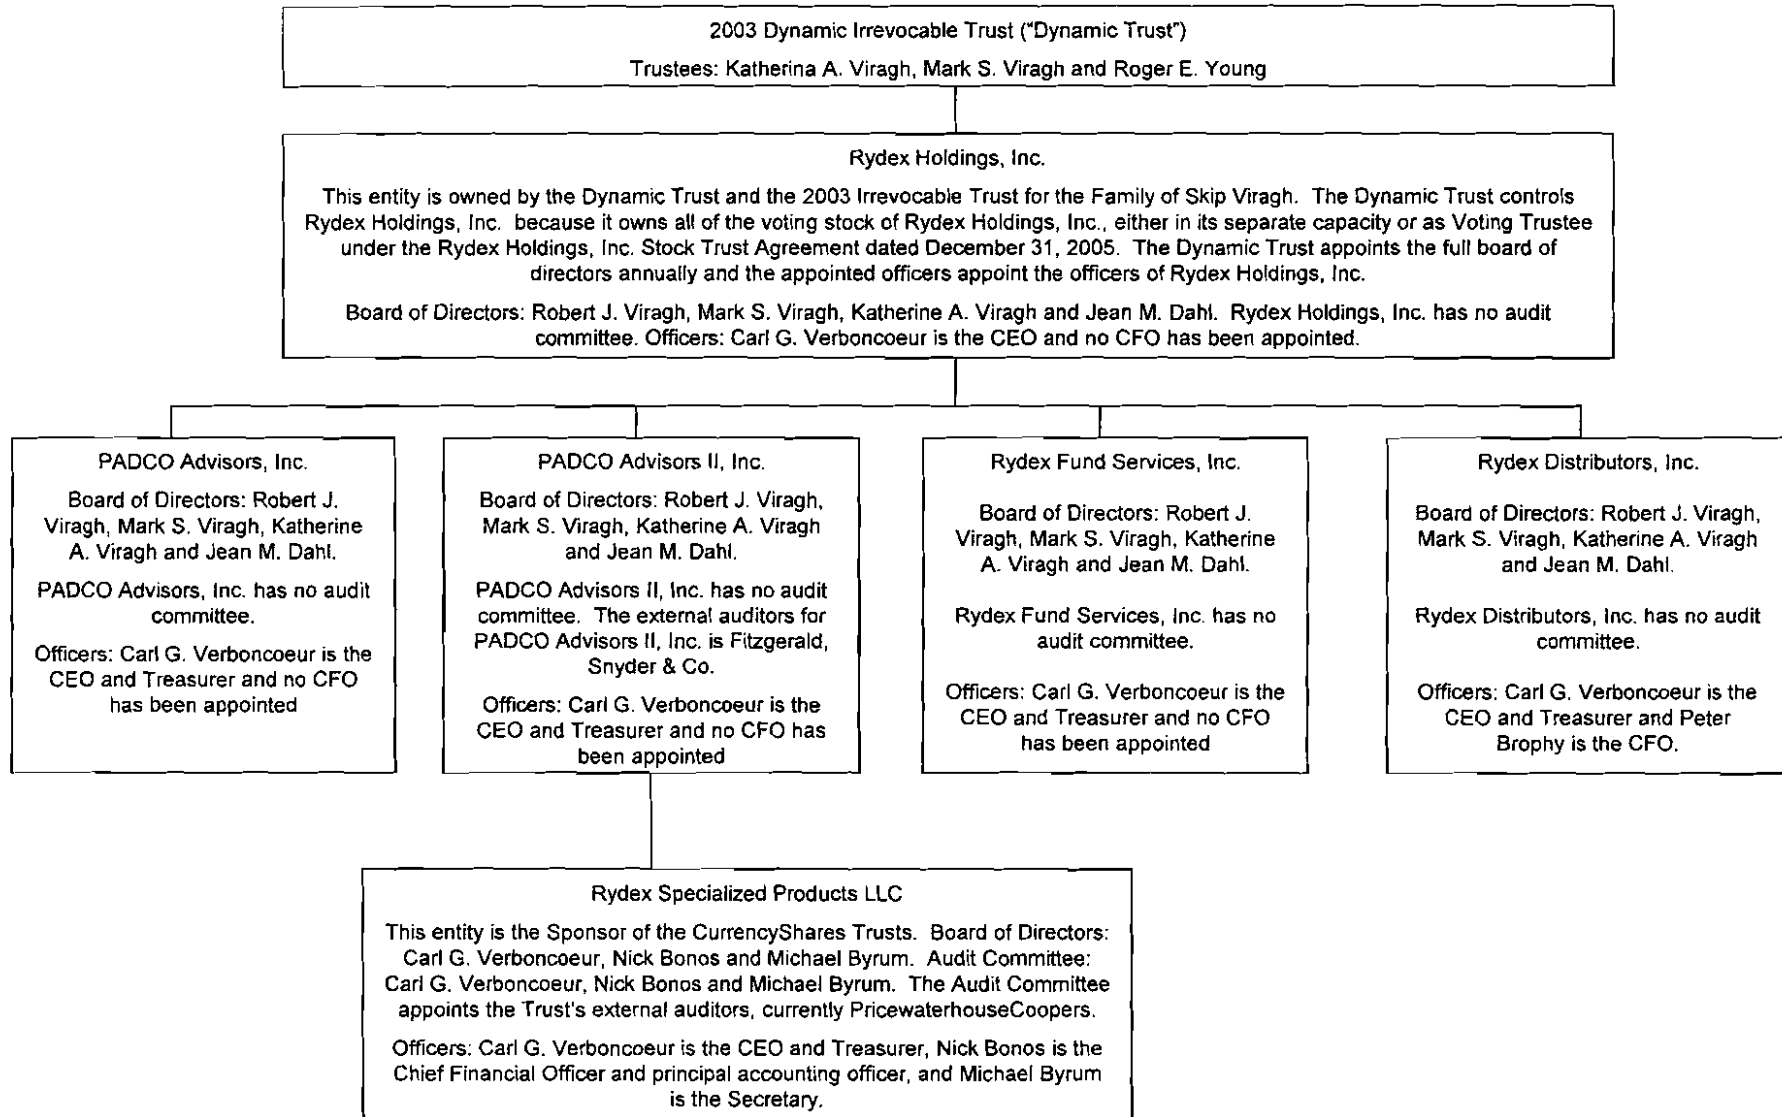 2003 Dynamic Irrevocable Trust ("Dynamic Trust")
Trustees: Katherina A. Viragh, Mark S. Viragh and Roger E. Young
Rydex Holdings, Inc.
This entity is owned by the Dynamic Trust and the 2003 Irrevocable Trust for the Family of Skip Viragh. The Dynamic Trust controls
Rydex Holdings, Inc. because it owns all of the voting stock of Rydex Holdings, Inc., either in its separate capacity or as Voting Trustee
under the Rydex Holdings, Inc. Stock Trust Agreement dated December 31, 2005. The Dynamic Trust appoints the full board of
directors annually and the appointed officers appoint the officers of Rydex Holdings, Inc.
Board of Directors: Robert J. Viragh, Mark S. Viragh, Katherine A. Viragh and Jean M. Dahl. Rydex Holdings, Inc. has no audit
committee. Officers: Carl G. Verboncoeur is the CEO and no CFO has been appointed.
PADCO Advisors, Inc.
Board of Directors: Robert J.
Viragh, Mark S. Viragh, Katherine
A. Viragh and Jean M. Dahl.
PADCO Advisors, Inc. has no audit
committee.
Officers: Carl G. Verboncoeur is the
CEO and Treasurer and no CFO
has been appointed
PADCO Advisors II, Inc.
Board of Directors: Robert J. Viragh,
Mark S. Viragh, Katherine A. Viragh
and Jean M. Dahl.
PADCO Advisors II, Inc. has no audit
committee. The external auditors for
PADCO Advisors II, Inc. is Fitzgerald,
Snyder & Co.
Officers: Carl G. Verboncoeur is the
CEO and Treasurer and no CFO has
been appointed
Rydex Fund Services, Inc.
Board of Directors: Robert J.
Viragh, Mark S. Viragh, Katherine
A. Viragh and Jean M. Dahl.
Rydex Fund Services, Inc. has no
audit committee.
Officers: Carl G. Verboncoeur is the
CEO and Treasurer and no CFO
has been appointed
Rydex Distributors, Inc.
Board of Directors: Robert J. Viragh,
Mark S. Viragh, Katherine A. Viragh
and Jean M. Dahl.
Rydex Distributors, Inc. has no audit
committee.
Officers: Carl G. Verboncoeur is the
CEO and Treasurer and Peter
Brophy is the CFO.
Rydex Specialized Products LLC
This entity is the Sponsor of the CurrencyShares Trusts. Board of Directors:
Carl G. Verboncoeur, Nick Bonos and Michael Byrum. Audit Committee:
Carl G. Verboncoeur, Nick Bonos and Michael Byrum. The Audit Committee
appoints the Trust's external auditors, currently PricewaterhouseCoopers.
Officers: Carl G. Verboncoeur is the CEO and Treasurer, Nick Bonos is the
Chief Financial Officer and principal accounting officer, and Michael Byrum
is the Secretary.